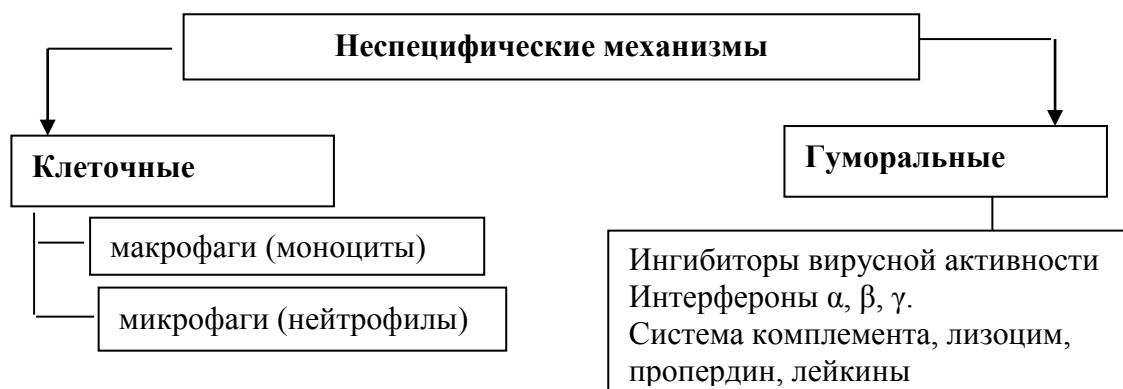 Неспецифические механизмы
Клеточные
Гуморальные
макрофаги (моноциты)
микрофаги (нейтрофилы)
Ингибиторы вирусной активности
Интерфероны α, β, γ.
Система комплемента, лизоцим,
пропердин, лейкины